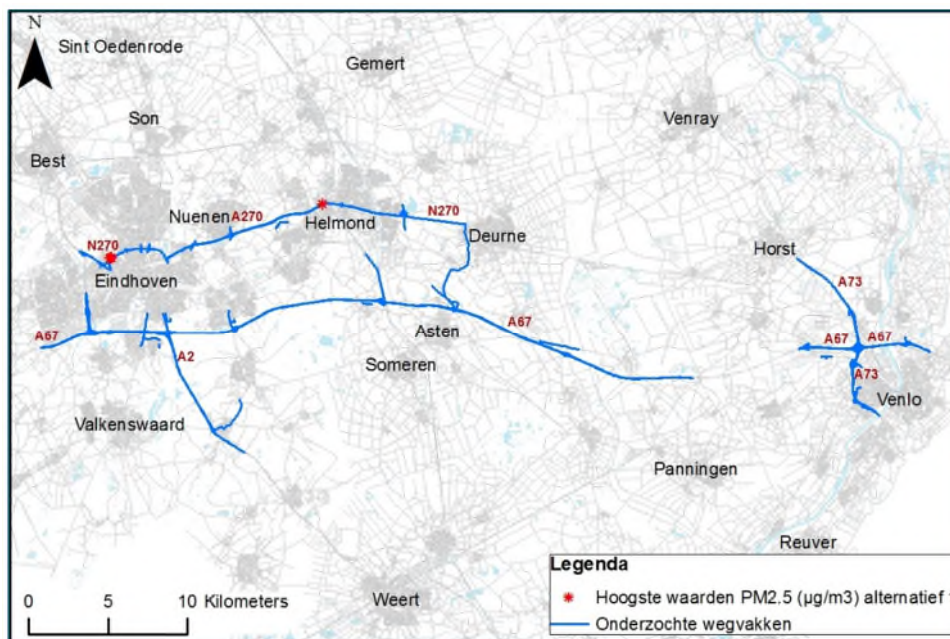 N
Sint Oedenrode
Gemert
Son
Venray
Best
Nuenen
A270
Helmond
N270
Deurne
N270
Eindhoven
Horst
A73
A67
A2
Asten
A67
A67
A67
Someren
A73
Venlo
Valkenswaard
Panningen
Reuver
Weert
0 5 10 Kilometers
Legenda
Hoogste waarden PM2.5 (µg/m3) alternatief
Onderzochte wegvakken